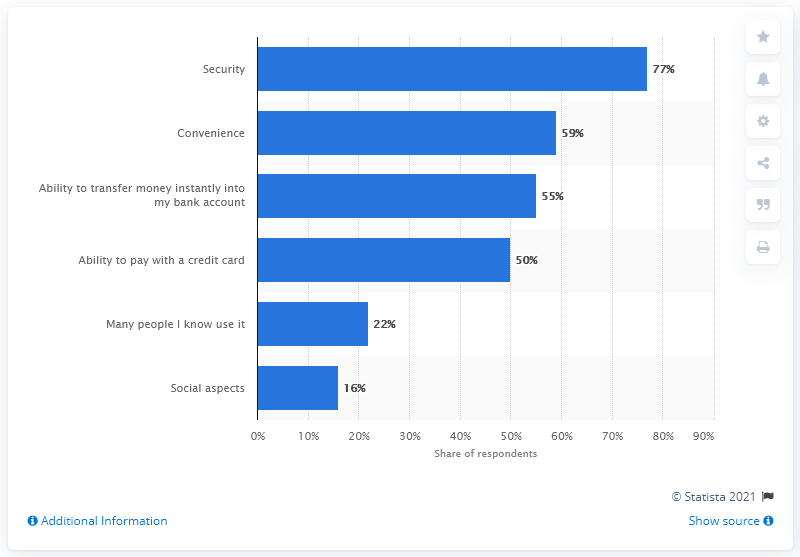 Security
77%
Convenience
59%
Ability to transfer money instantly into
my bank account
55%
Ability to pay with a credit card
50%
Many people I know use it
22%
Social aspects
16%
0% 10% 20% 30% 40% 50% 60% 70% 80% 90%
Share of respondents
© Statista 2021
Additional Information
Show source